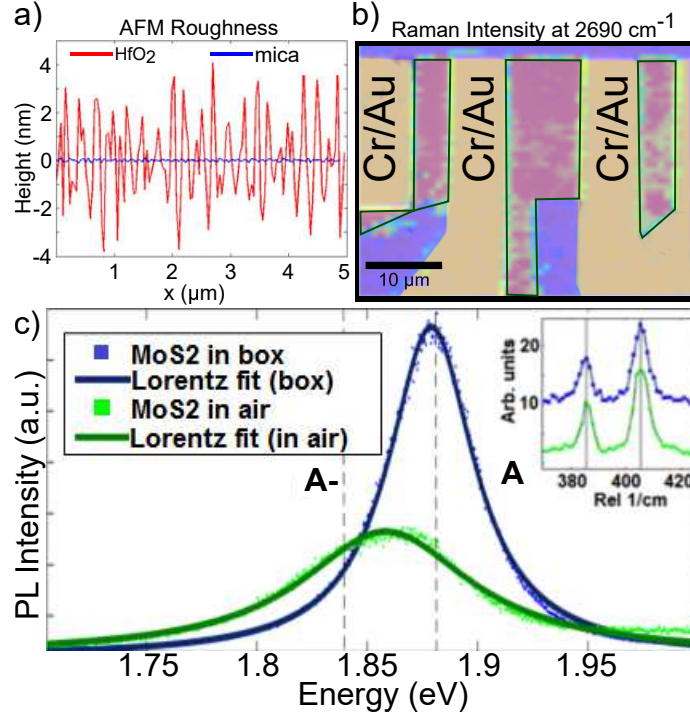 a)
AFM Roughness
HfO2
mica
Height (nm)
4
2
0
-2
-4
1
2
3
4
5
x (µm)
b)
Raman Intensity at 2690 cm-1
Cr/Au
Cr/Au
Cr/Au
10 µm
c)
MoS2 in box
Lorentz fit (box)
MoS2 in air
Lorentz fit (in air)
A-
A
PL Intensity (a.u.)
1.75
1.8
1.85
1.9
1.95
Energy (eV)
Arb. units
20
10
380
400
420
Rel 1/cm